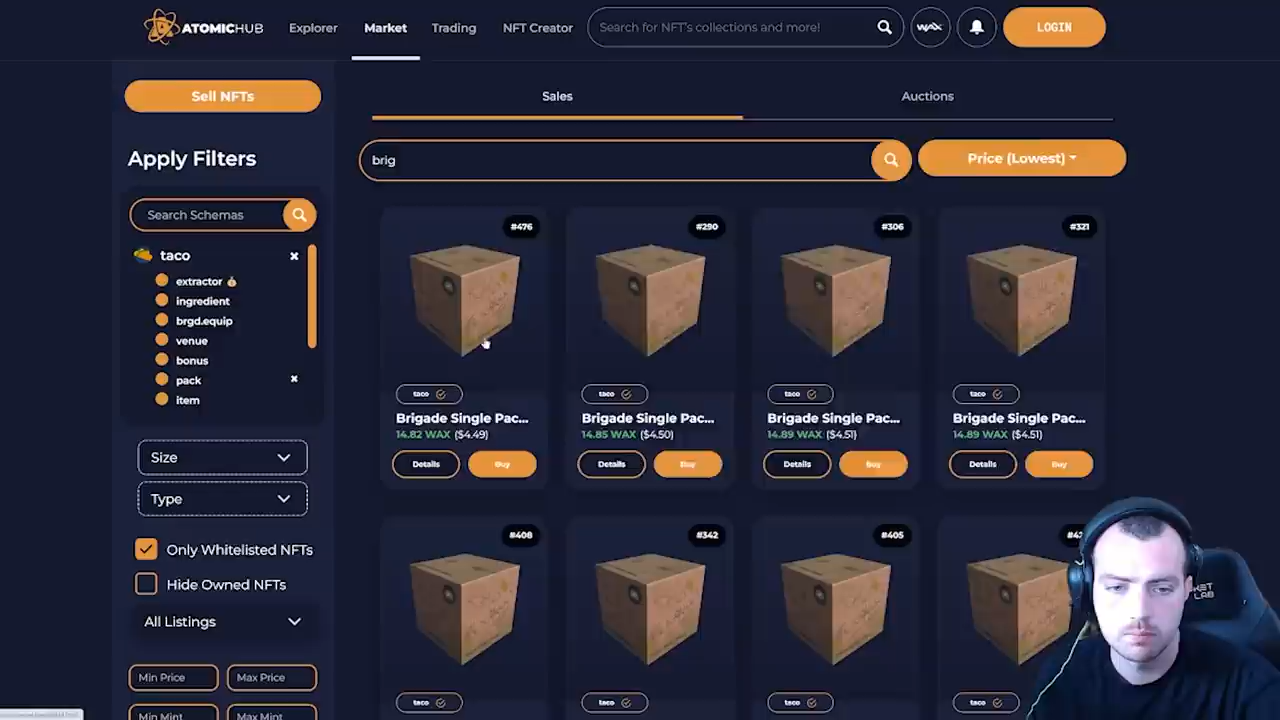 ATOMICHUB
Explorer
Market
Trading
NFT Creator
Search for NFT's collections and more!
WAX
LOGIN
Sell NFTs
Sales
Auctions
Apply Filters
brig
Price (Lowest)
Search Schemas
taco
extractor
ingredient
brgd.equip
venue
bonus
pack
item
Size
Type
Only Whitelisted NFTs
Hide Owned NFTs
All Listings
Min Price
Max Price
Min Mint
Max Mint
#476
#290
#306
#321
taco
taco
taco
taco
Brigade Single Pac...
Brigade Single Pac...
Brigade Single Pac...
Brigade Single Pac...
14.82 WAX ($4.49)
14.85 WAX ($4.50)
14.89 WAX ($4.51)
14.89 WAX ($4.51)
Details
Buy
Details
Buy
Details
Buy
Details
Buy
#408
#342
#405
taco
taco
taco
taco